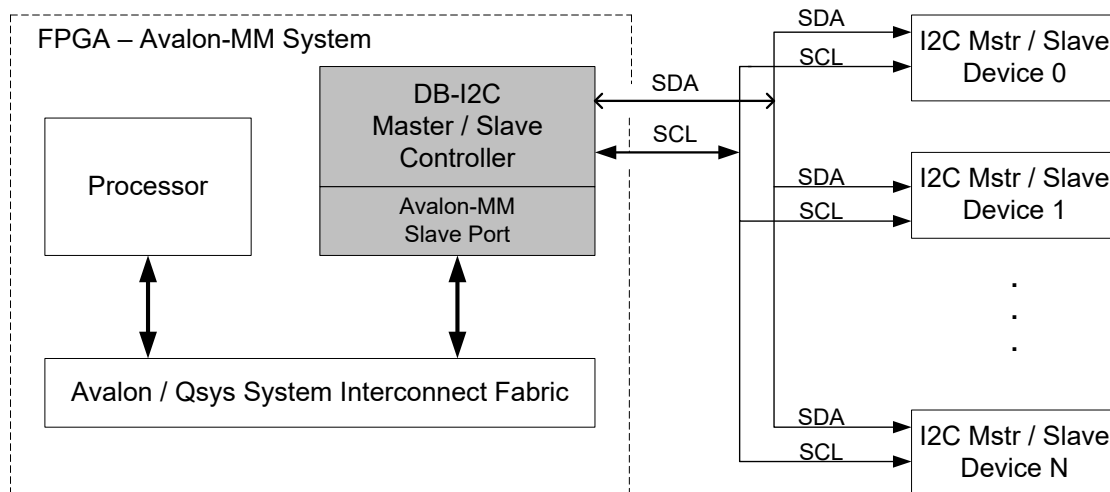 FPGA – Avalon-MM System
Processor
DB-I2C
Master / Slave
Controller
Avalon-MM
Slave Port
Avalon / Qsys System Interconnect Fabric
SDA
SCL
SDA
SCL
I2C Mstr / Slave
Device 0
SDA
SCL
I2C Mstr / Slave
Device 1
.
.
.
SDA
SCL
I2C Mstr / Slave
Device N